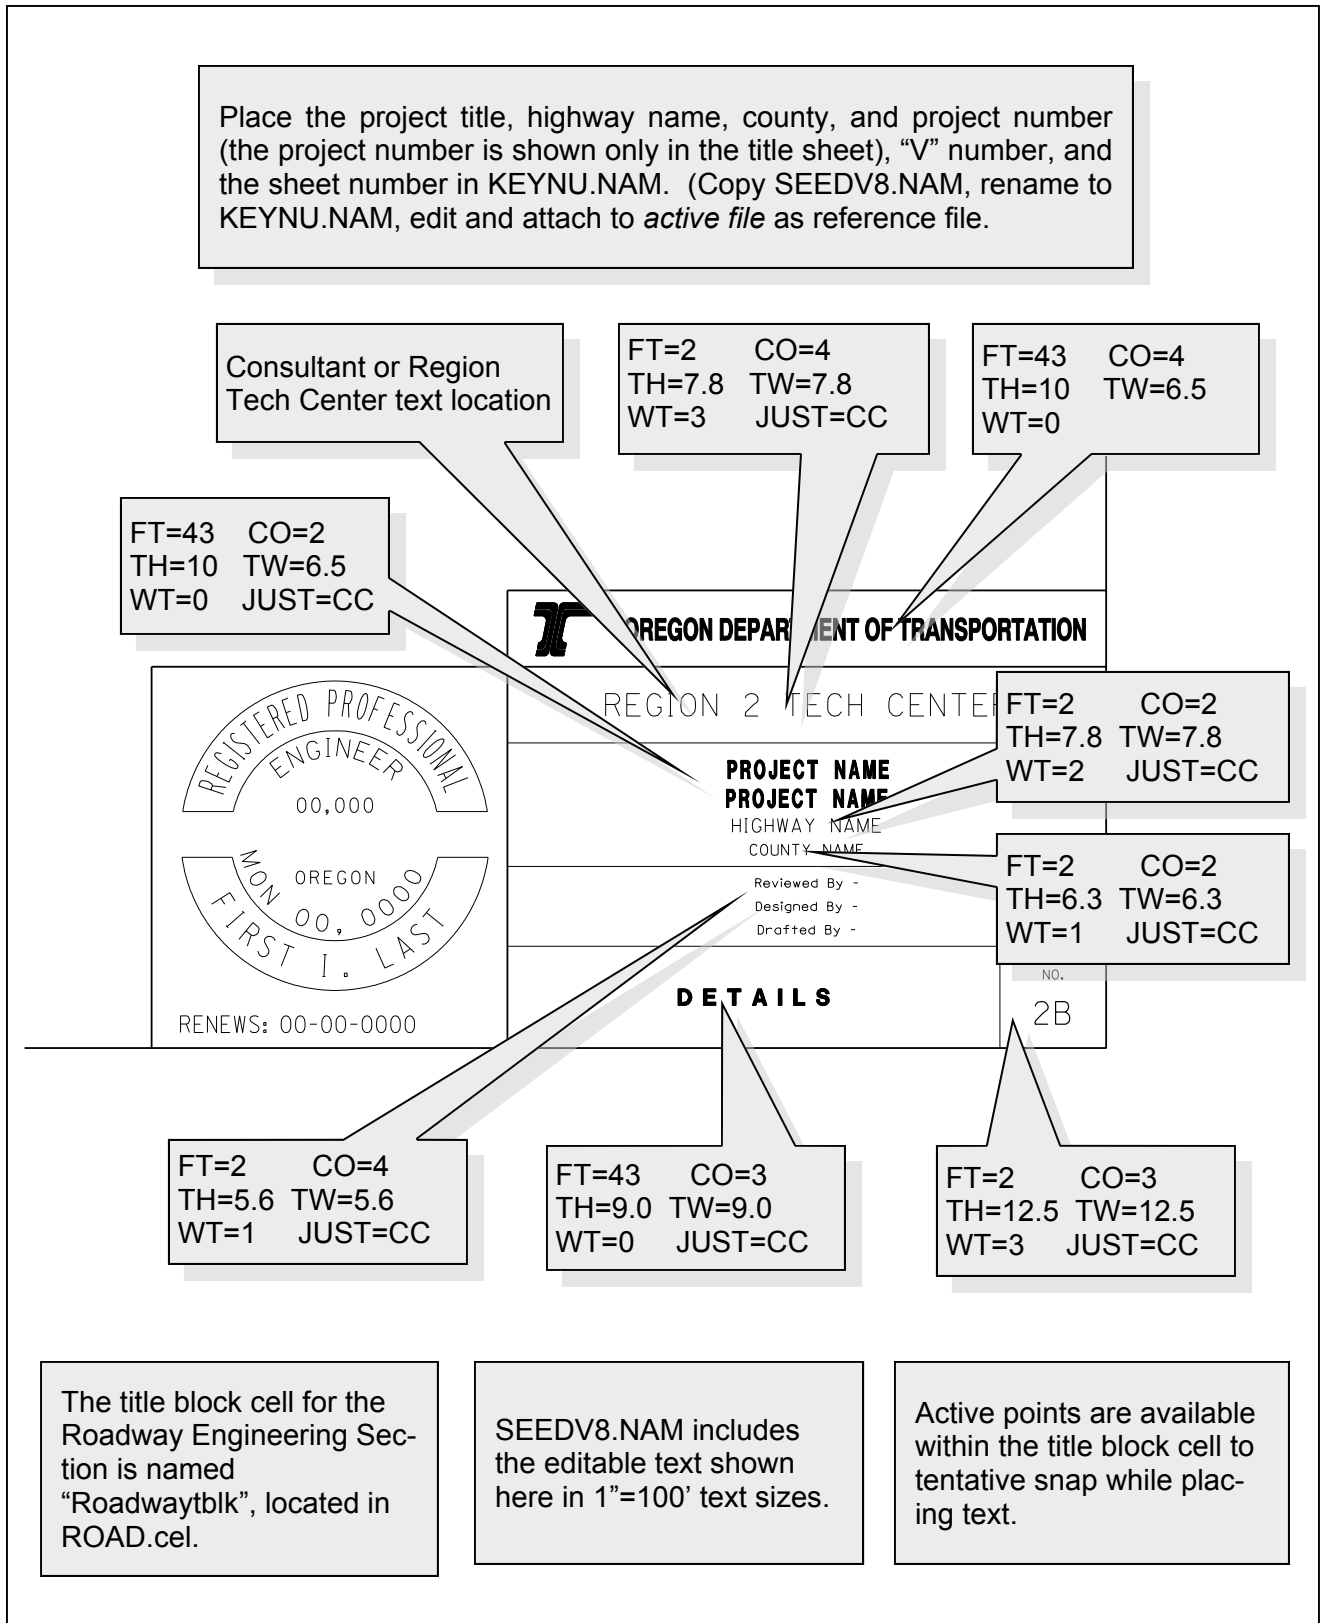 Place the project title, highway name, county, and project number
(the project number is shown only in the title sheet), “V” number, and
the sheet number in KEYNU.NAM.  (Copy SEEDV8.NAM, rename to
KEYNU.NAM, edit and attach to active file as reference file.
Consultant or Region
Tech Center text location
FT=2 CO=4
TH=7.8 TW=7.8
WT=3 JUST=CC
FT=43 CO=4
TH=10 TW=6.5
WT=0
FT=43 CO=2
TH=10 TW=6.5
WT=0 JUST=CC
OREGON DEPARTMENT OF TRANSPORTATION
REGION 2 TECH CENTER
FT=2 CO=2
TH=7.8 TW=7.8
WT=2 JUST=CC
PROJECT NAME
PROJECT NAME
HIGHWAY NAME
COUNTY NAME
FT=2 CO=2
TH=6.3 TW=6.3
WT=1 JUST=CC
Reviewed By -
Designed By -
Drafted By -
DETAILS
NO.
2B
REGISTERED PROFESSIONAL
ENGINEER
00,000
OREGON
MON 00, 0000
FIRST I. LAST
RENEWS: 00-00-0000
FT=2 CO=4
TH=5.6 TW=5.6
WT=1 JUST=CC
FT=43 CO=3
TH=9.0 TW=9.0
WT=0 JUST=CC
FT=2 CO=3
TH=12.5 TW=12.5
WT=3 JUST=CC
The title block cell for the
Roadway Engineering Sec-
tion is named
“Roadwaytblk”, located in
ROAD.cel.
SEEDV8.NAM includes
the editable text shown
here in 1”=100’ text sizes.
Active points are available
within the title block cell to
tentative snap while plac-
ing text.